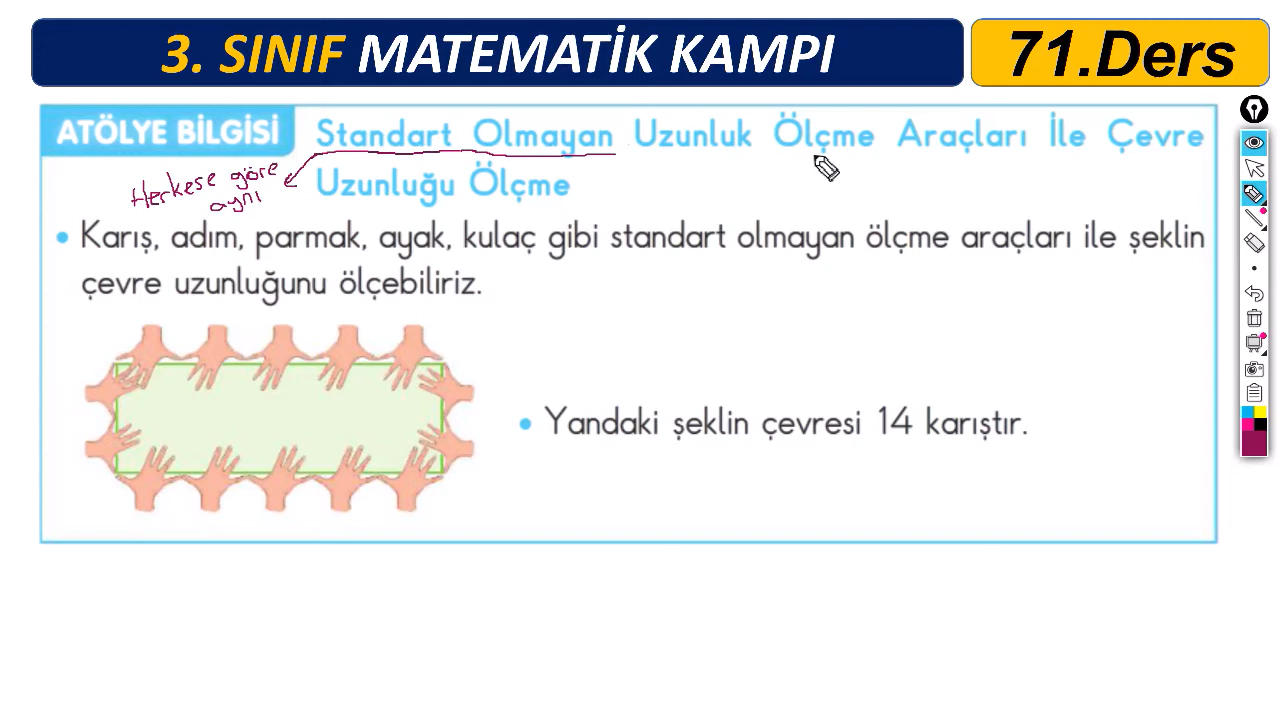 3. SINIF MATEMATİK KAMPI
71.Ders
ATÖLYE BİLGİSİ
Standart Olmayan Uzunluk Ölçme Araçları İle Çevre
Uzunluğu Ölçme
Herkese göre
aynı
• Karış, adım, parmak, ayak, kulaç gibi standart olmayan ölçme araçları ile şeklin
çevre uzunluğunu ölçebiliriz.
• Yandaki şeklin çevresi 14 karıştır.